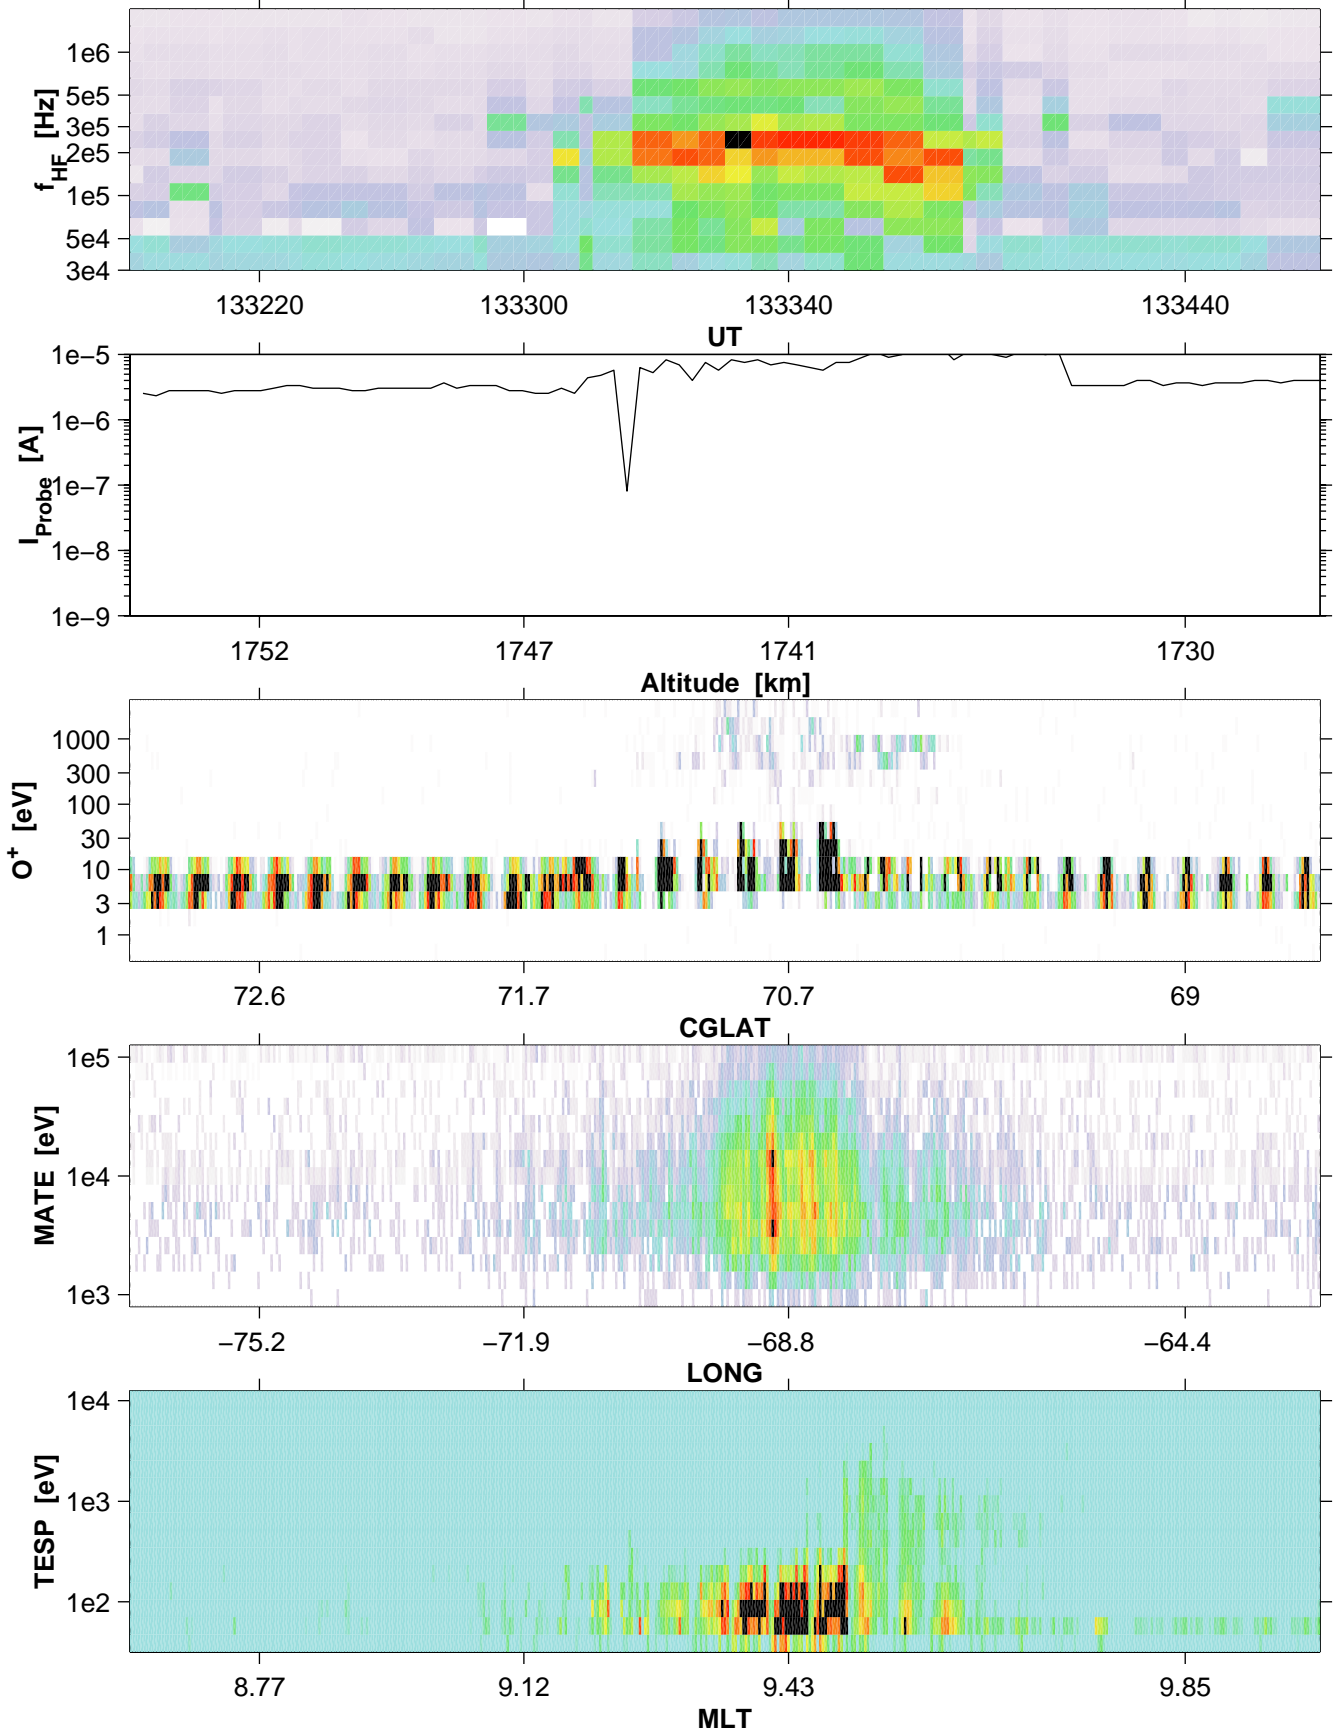 1e6
5e5
3e5
2e5
1e5
5e4
3e4
f_HF [Hz]
133220 133300 133340 133440
UT
1e−5
1e−6
1e−7
1e−8
1e−9
I_Probe [A]
1752 1747 1741 1730
Altitude [km]
1000
300
100
30
10
3
1
O⁺ [eV]
72.6 71.7 70.7 69
CGLAT
1e5
1e4
1e3
MATE [eV]
−75.2 −71.9 −68.8 −64.4
LONG
1e4
1e3
1e2
TESP [eV]
8.77 9.12 9.43 9.85
MLT